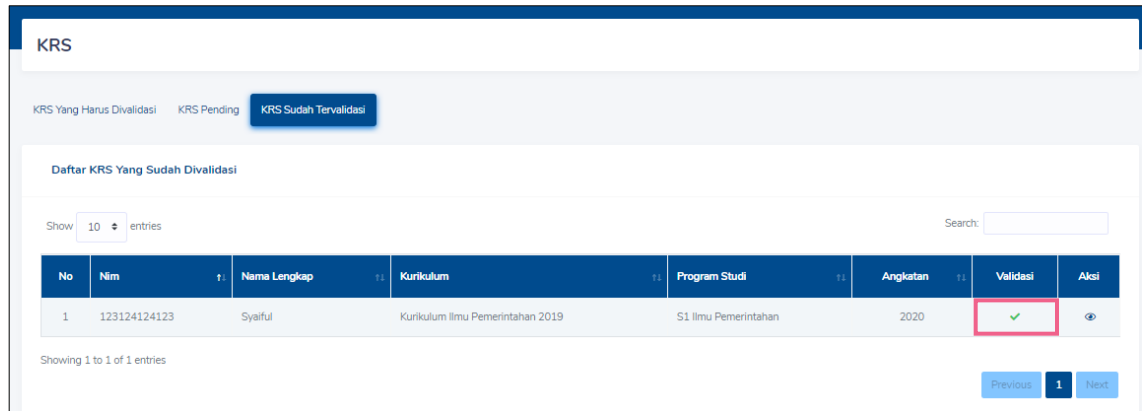 KRS
KRS Yang Harus Divalidasi KRS Pending KRS Sudah Tervalidasi
Daftar KRS Yang Sudah Divalidasi
Show 10 entries Search:
No Nim Nama Lengkap Kurikulum Program Studi Angkatan Validasi Aksi
1 123124124123 Syaiful Kurikulum Ilmu Pemerintahan 2019 S1 Ilmu Pemerintahan 2020
Showing 1 to 1 of 1 entries
Previous 1 Next